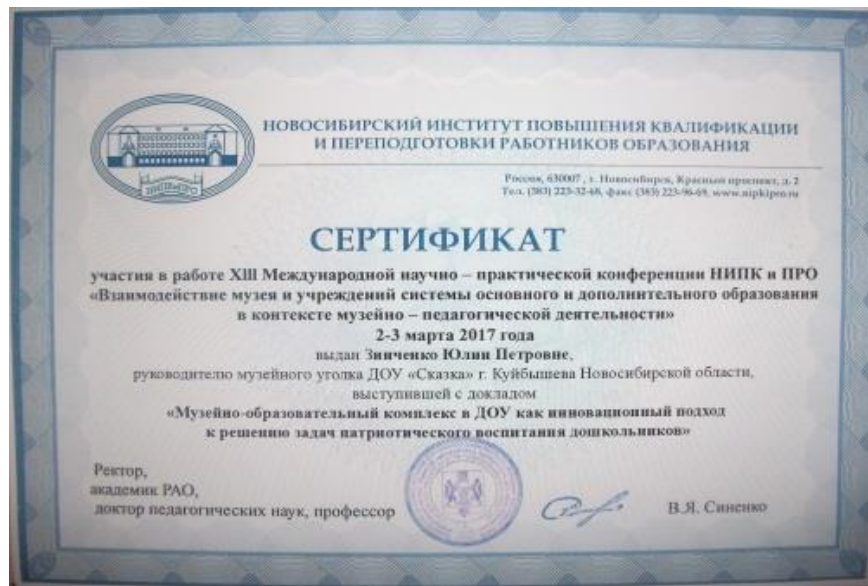 НОВОСИБИРСКИЙ ИНСТИТУТ ПОВЫШЕНИЯ КВАЛИФИКАЦИИ
И ПЕРЕПОДГОТОВКИ РАБОТНИКОВ ОБРАЗОВАНИЯ
Россия, 630007, г. Новосибирск, Красный проспект, д. 2
Тел. (383) 223-32-68, факс (383) 223-96-69, www.nipkipro.ru
СЕРТИФИКАТ
участия в работе XIII Международной научно – практической конференции НИПК и ПРО
«Взаимодействие музея и учреждений системы основного и дополнительного образования
в контексте музейно – педагогической деятельности»
2-3 марта 2017 года
выдан Зинченко Юлии Петровне,
руководителю музейного уголка ДОУ «Сказка» г. Куйбышева Новосибирской области,
выступившей с докладом
«Музейно-образовательный комплекс в ДОУ как инновационный подход
к решению задач патриотического воспитания дошкольников»
Ректор,
академик РАО,
доктор педагогических наук, профессор
В.Я. Синенко